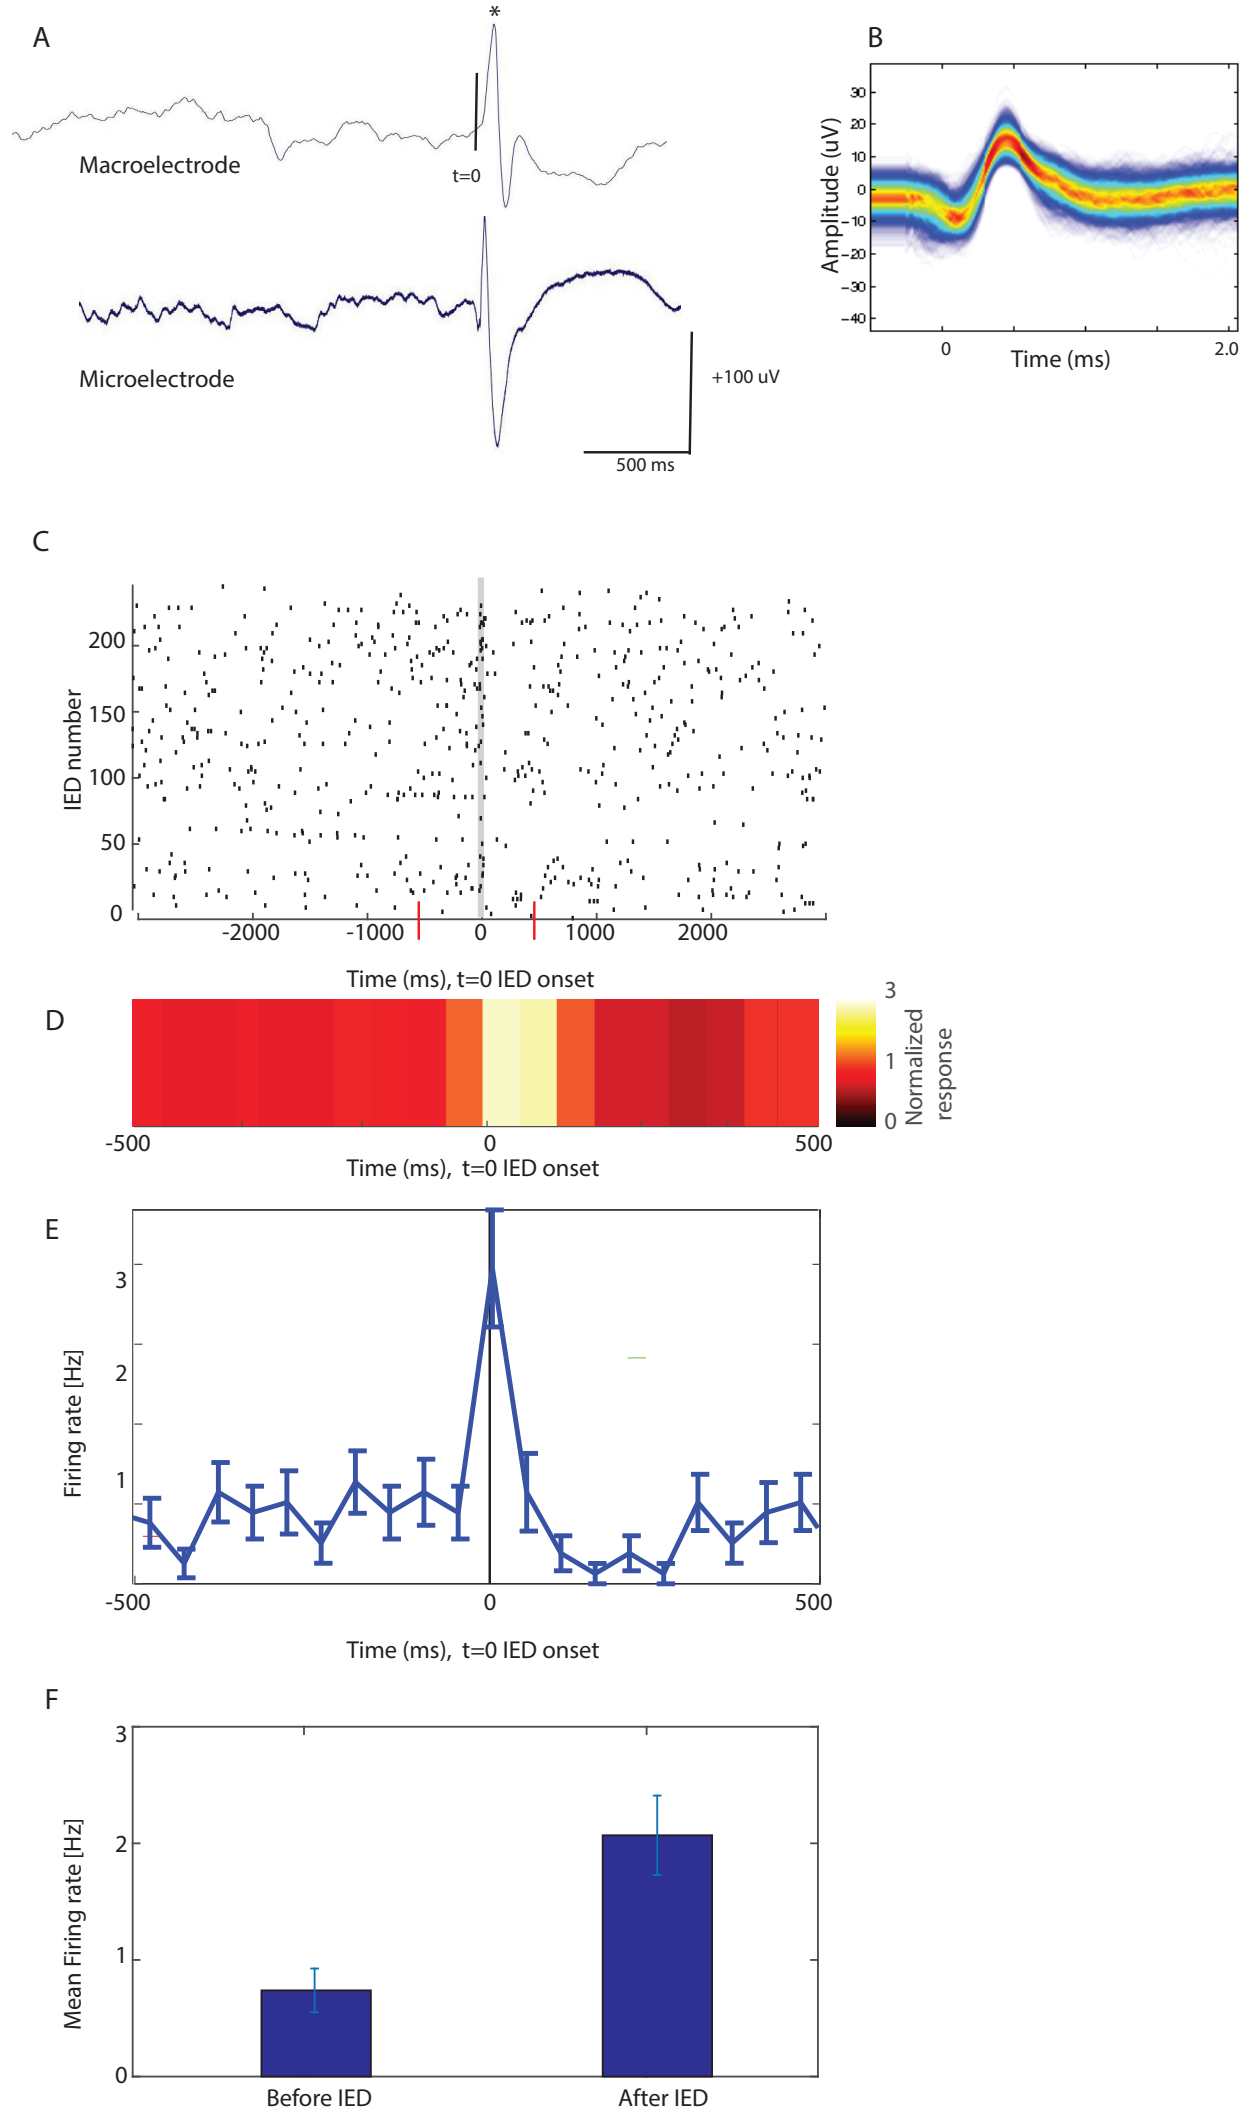 A
*
Macroelectrode
t=0
Microelectrode
+100 uV
500 ms
B
Amplitude (uV)
30
20
10
0
-10
-20
-30
-40
0
2.0
Time (ms)
C
IED number
200
150
100
50
0
-2000
-1000
0
1000
2000
Time (ms), t=0 IED onset
D
3
1
0
Normalized
response
-500
0
500
Time (ms), t=0 IED onset
E
Firing rate [Hz]
3
2
1
-500
0
500
Time (ms), t=0 IED onset
F
Mean Firing rate [Hz]
3
2
1
0
Before IED
After IED